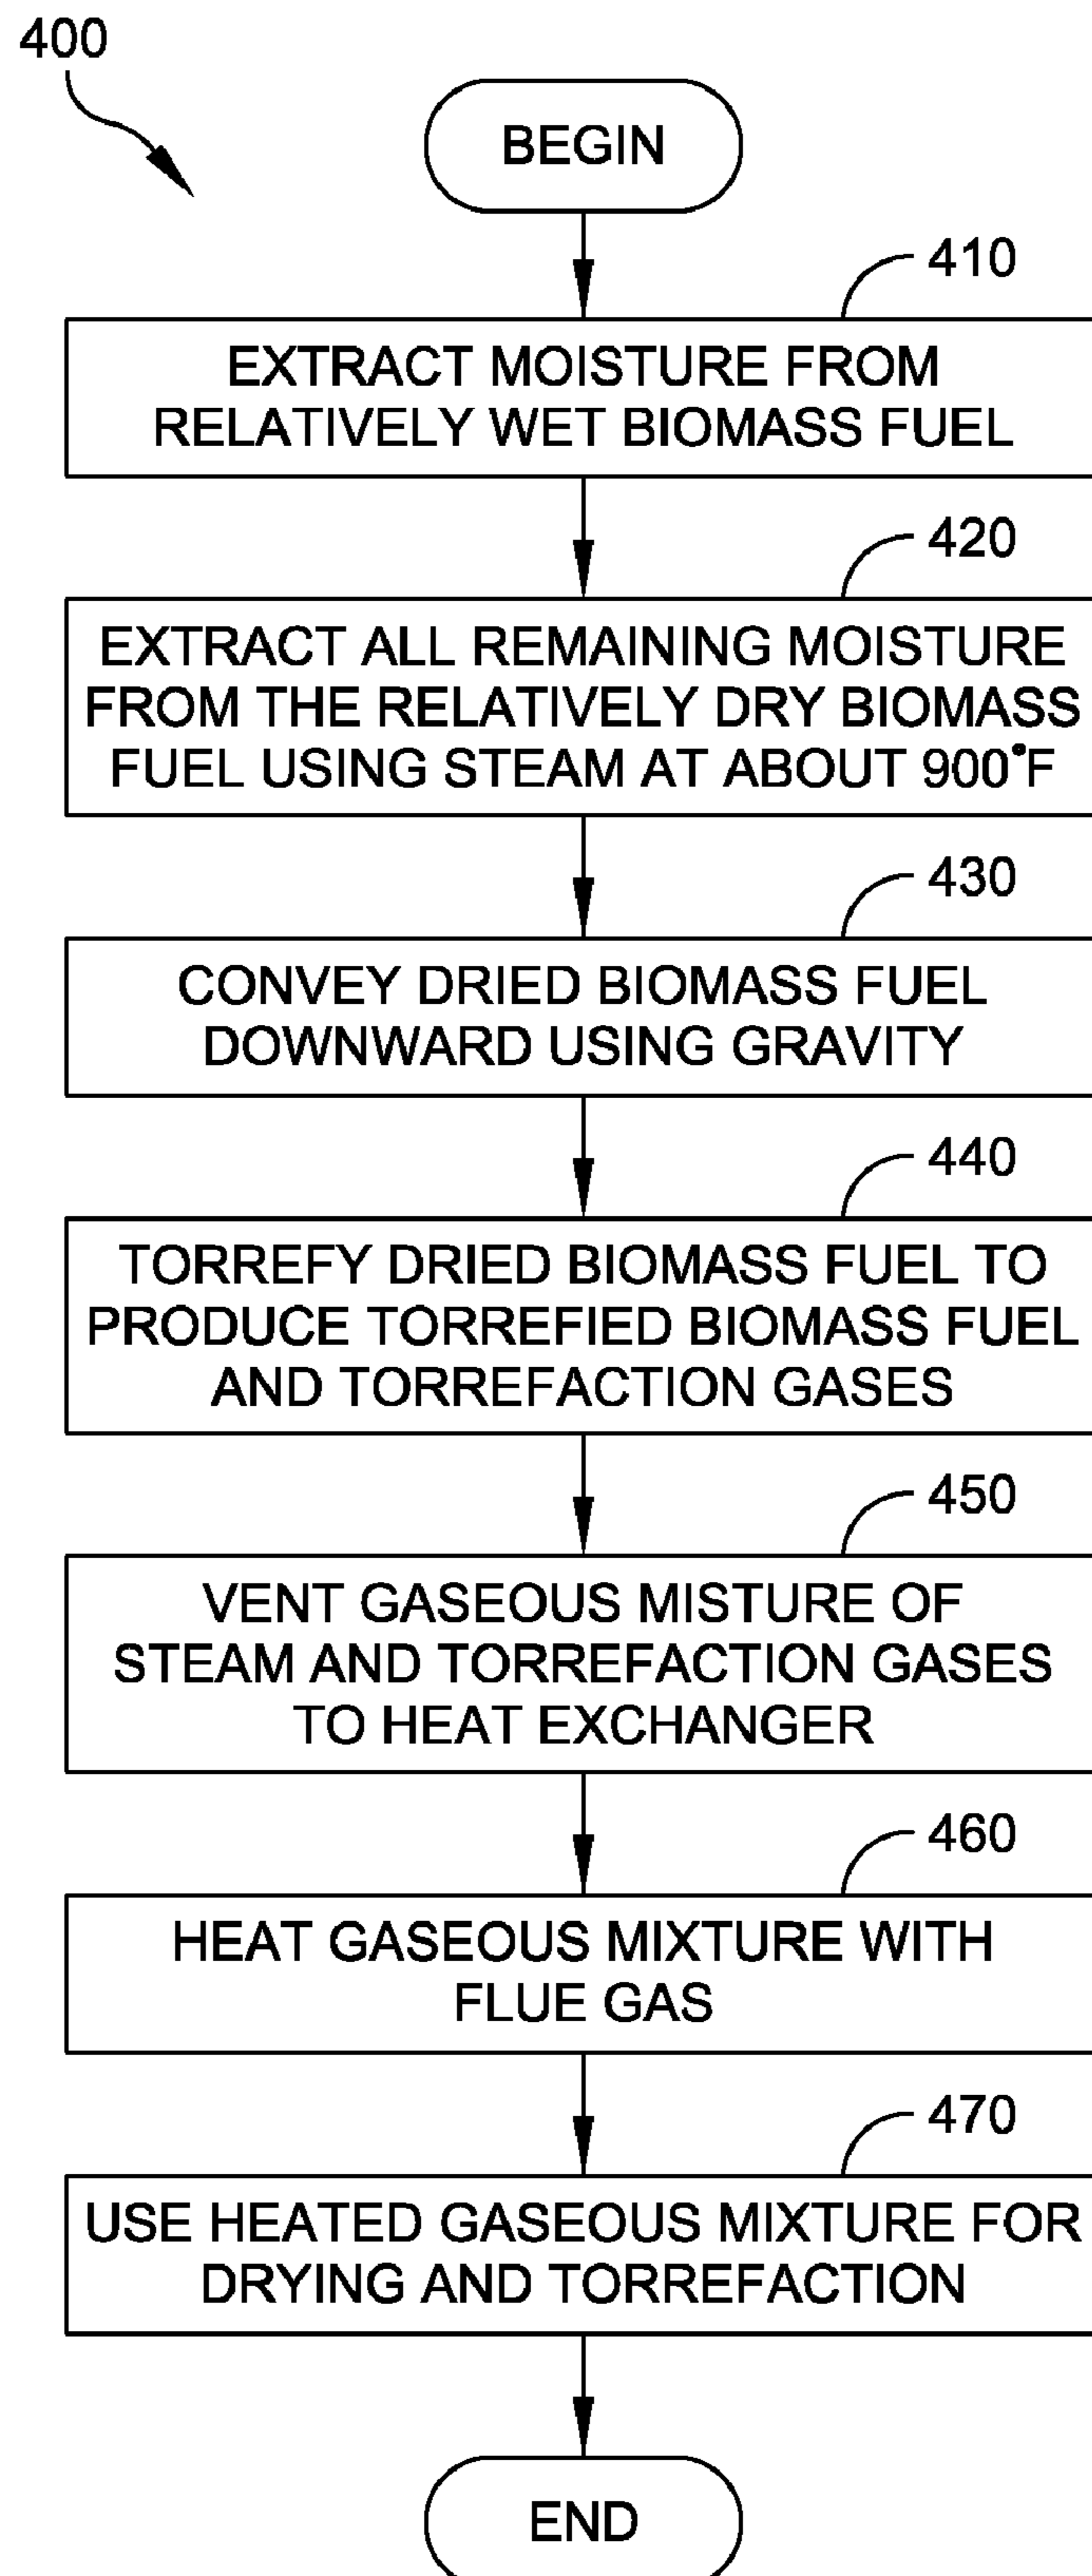 400
BEGIN
410
EXTRACT MOISTURE FROM
RELATIVELY WET BIOMASS FUEL
420
EXTRACT ALL REMAINING MOISTURE
FROM THE RELATIVELY DRY BIOMASS
FUEL USING STEAM AT ABOUT 900°F
430
CONVEY DRIED BIOMASS FUEL
DOWNWARD USING GRAVITY
440
TORREFY DRIED BIOMASS FUEL TO
PRODUCE TORREFIED BIOMASS FUEL
AND TORREFACTION GASES
450
VENT GASEOUS MISTURE OF
STEAM AND TORREFACTION GASES
TO HEAT EXCHANGER
460
HEAT GASEOUS MIXTURE WITH
FLUE GAS
470
USE HEATED GASEOUS MIXTURE FOR
DRYING AND TORREFACTION
END